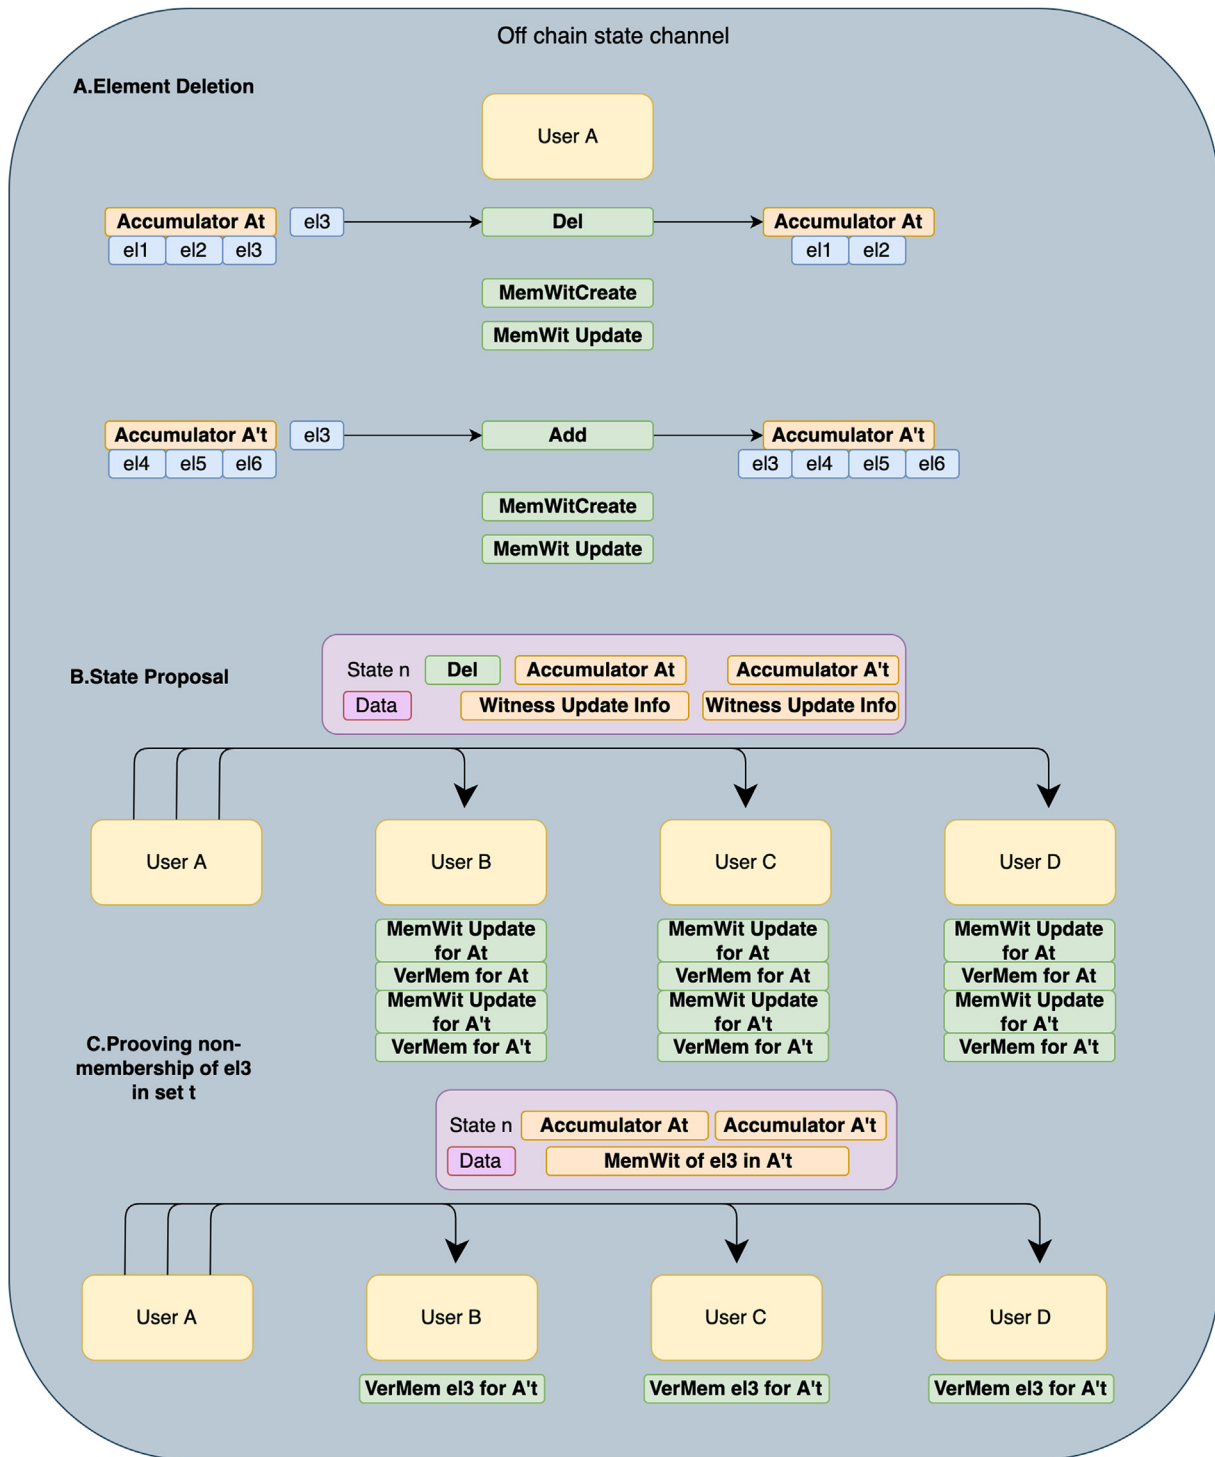 Off chain state channel
A.Element Deletion
User A
Accumulator At el3 Del Accumulator At
el1 el2 el3 el1 el2
MemWitCreate
MemWit Update
Accumulator A't el3 Add Accumulator A't
el4 el5 el6 el3 el4 el5 el6
MemWitCreate
MemWit Update
B.State Proposal
State n Del Accumulator At Accumulator A't
Data Witness Update Info Witness Update Info
User A User B User C User D
MemWit Update MemWit Update MemWit Update
for At for At for At
VerMem for At VerMem for At VerMem for At
MemWit Update MemWit Update MemWit Update
for A't for A't for A't
VerMem for A't VerMem for A't VerMem for A't
C.Prooving non-
membership of el3
in set t
State n Accumulator At Accumulator A't
Data MemWit of el3 in A't
User A User B User C User D
VerMem el3 for A't VerMem el3 for A't VerMem el3 for A't